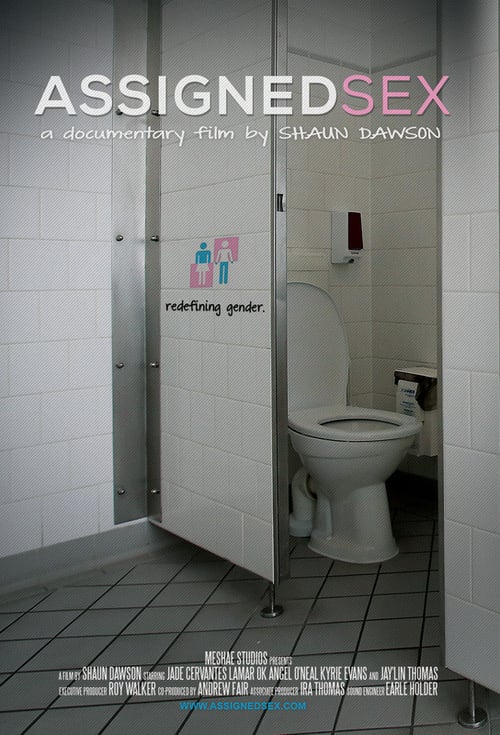 ASSIGNEDSEX
a documentary film by SHAUN DAWSON
redefining gender.
MESHAE STUDIOS PRESENTS
A FILM BY SHAUN DAWSON STARRING JADE CERVANTES LAMAR OK ANGEL O'NEAL KYRIE EVANS AND JAY'LIN THOMAS
EXECUTIVE PRODUCER ROY WALKER CO-PRODUCED BY ANDREW FAIR ASSOCIATE PRODUCER IRA THOMAS SOUND ENGINEER EARLE HOLDER
WWW.ASSIGNEDSEX.COM